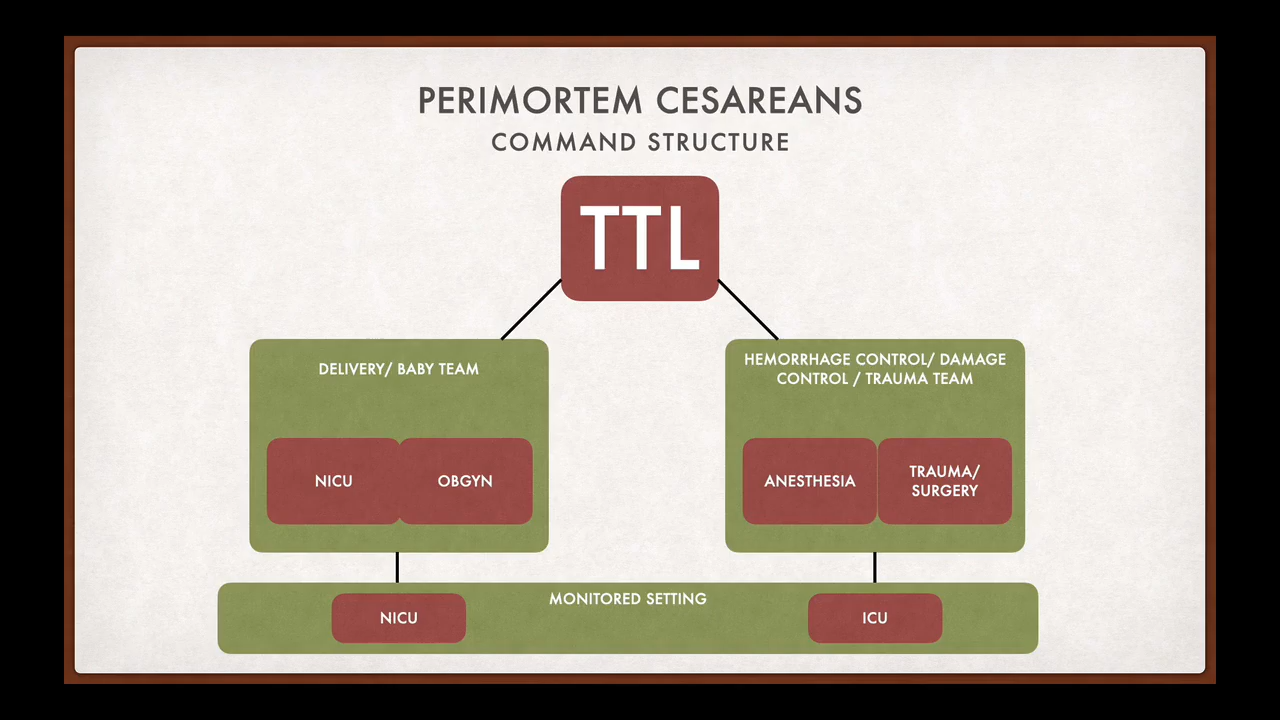 PERIMORTEM CESAREANS
COMMAND STRUCTURE
TTL
DELIVERY/ BABY TEAM
NICU
OBGYN
HEMORRHAGE CONTROL/ DAMAGE
CONTROL / TRAUMA TEAM
ANESTHESIA
TRAUMA/
SURGERY
MONITORED SETTING
NICU
ICU